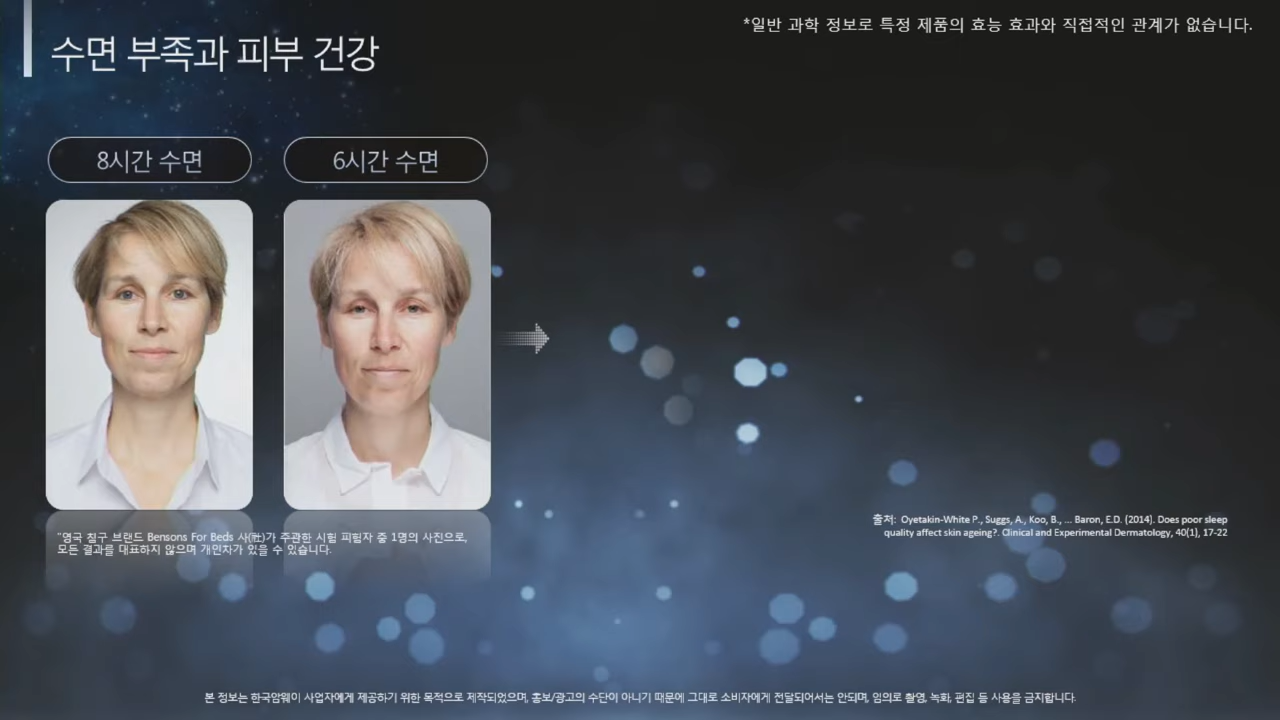 *일반 과학 정보로 특정 제품의 효능 효과와 직접적인 관계가 없습니다.
수면 부족과 피부 건강
8시간 수면
6시간 수면
"영국 침구 브랜드 Bensons For Beds 사(社)가 주관한 시험 피험자 중 1명의 사진으로,
모든 결과를 대표하지 않으며 개인차가 있을 수 있습니다.
출처: Oyetakin-White P., Suggs, A., Koo, B., ... Baron, E.D. (2014). Does poor sleep
quality affect skin ageing?. Clinical and Experimental Dermatology, 40(1), 17-22
본 정보는 한국암웨이 사업자에게 제공하기 위한 목적으로 제작되었으며, 홍보/광고의 수단이 아니기 때문에 그대로 소비자에게 전달되어서는 안되며, 임의로 촬영, 녹화, 편집 등 사용을 금지합니다.